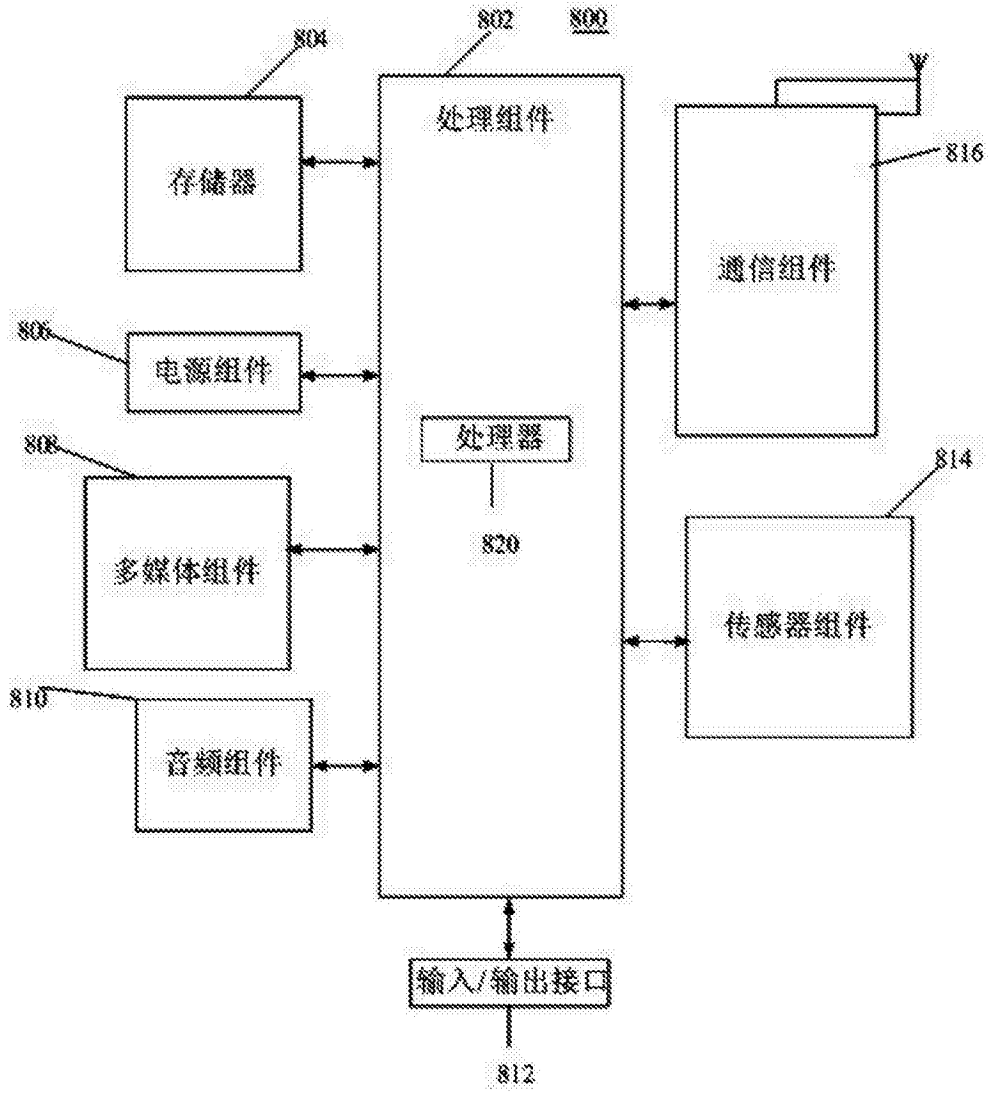 802
800
804
处理组件
存储器
816
通信组件
806
电源组件
处理器
808
814
820
多媒体组件
传感器组件
810
音频组件
输入/输出接口
812